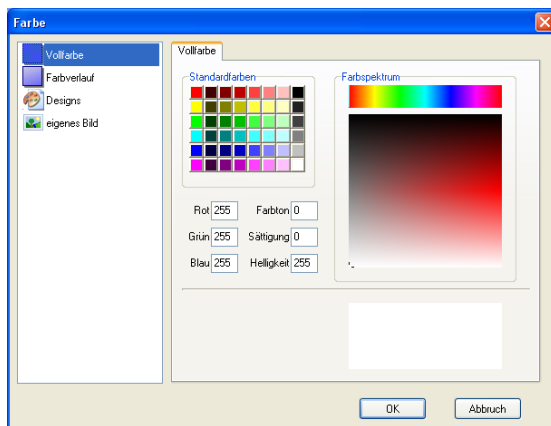 Farbe
Vollfarbe
Farbverlauf
Designs
eigenes Bild
Vollfarbe
Standardfarben
Farbspektrum
Rot 255 Farbton 0
Grün 255 Sättigung 0
Blau 255 Helligkeit 255
OK Abbruch